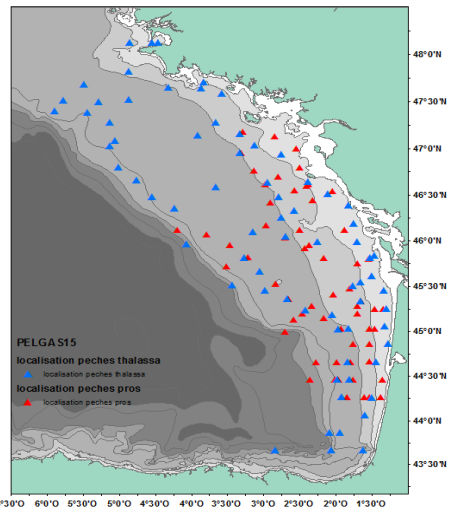 48°0'N
47°30'N
47°0'N
46°30'N
46°0'N
45°30'N
45°0'N
44°30'N
44°0'N
43°30'N
PELGAS15
localisation peches thalassa
localisation peches thalassa
localisation peches pros
localisation peches pros
6°0'O 5°30'O 5°0'O 4°30'O 4°0'O 3°30'O 3°0'O 2°30'O 2°0'O 1°30'O